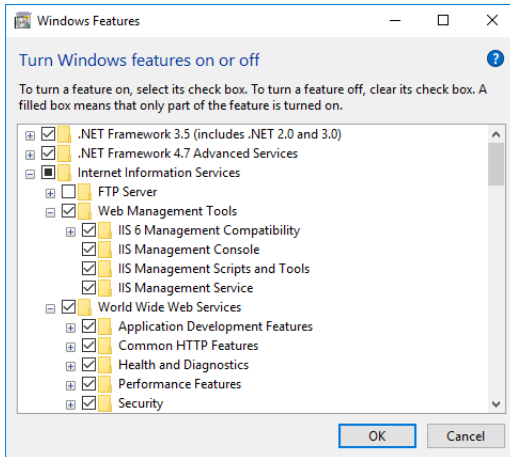 Windows Features
Turn Windows features on or off
To turn a feature on, select its check box. To turn a feature off, clear its check box. A
filled box means that only part of the feature is turned on.
.NET Framework 3.5 (includes .NET 2.0 and 3.0)
.NET Framework 4.7 Advanced Services
Internet Information Services
FTP Server
Web Management Tools
IIS 6 Management Compatibility
IIS Management Console
IIS Management Scripts and Tools
IIS Management Service
World Wide Web Services
Application Development Features
Common HTTP Features
Health and Diagnostics
Performance Features
Security
OK
Cancel